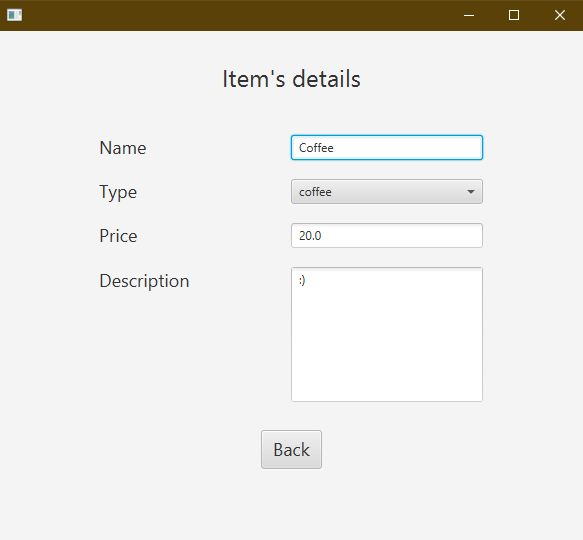 Item's details
Name
Coffee
Type
coffee
Price
20.0
Description
:)
Back